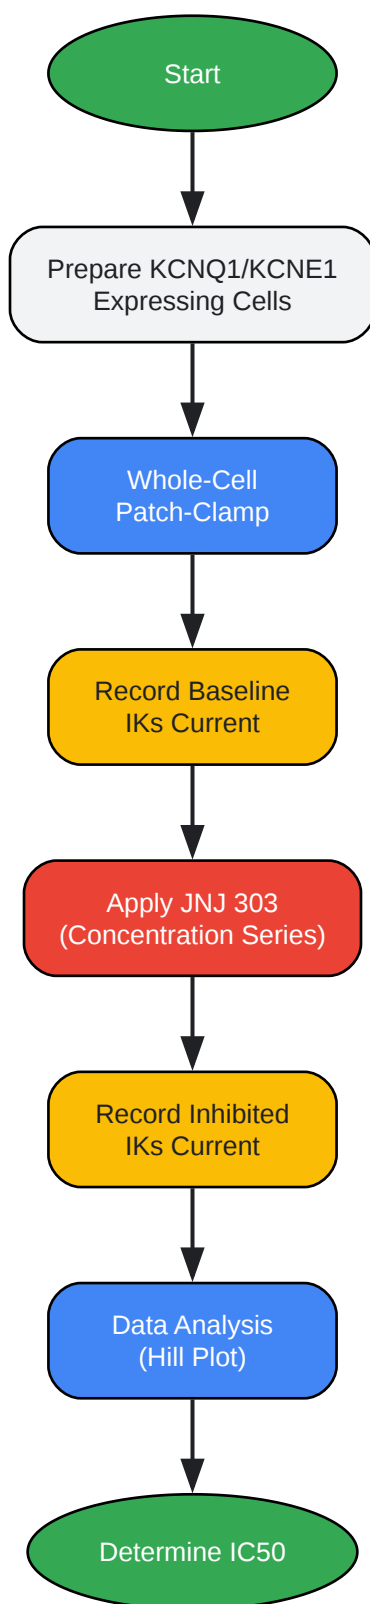 Start
Prepare KCNQ1/KCNE1
Expressing Cells
Whole-Cell
Patch-Clamp
Record Baseline
IKs Current
Apply JNJ 303
(Concentration Series)
Record Inhibited
IKs Current
Data Analysis
(Hill Plot)
Determine IC50